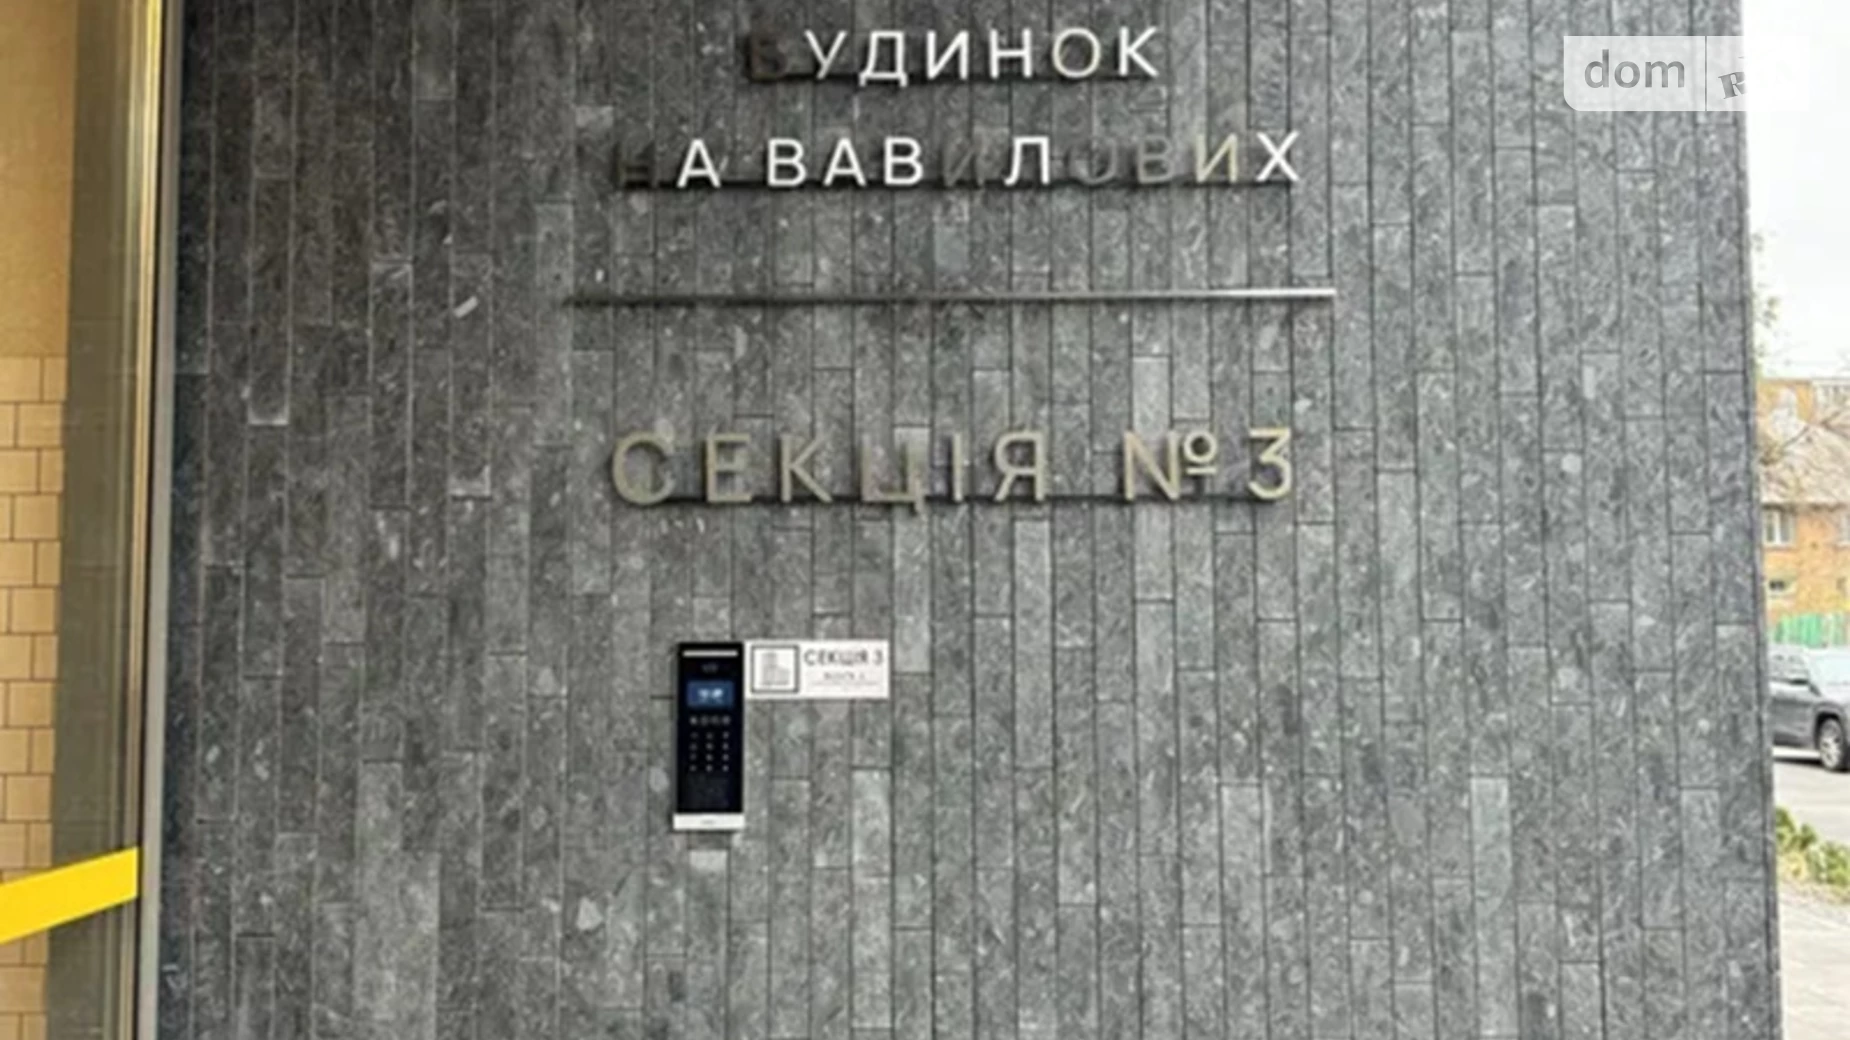 БУДИНОК
НА ВАВИЛОВИХ
СЕКЦІЯ №3
СЕКЦІЯ 3
dom